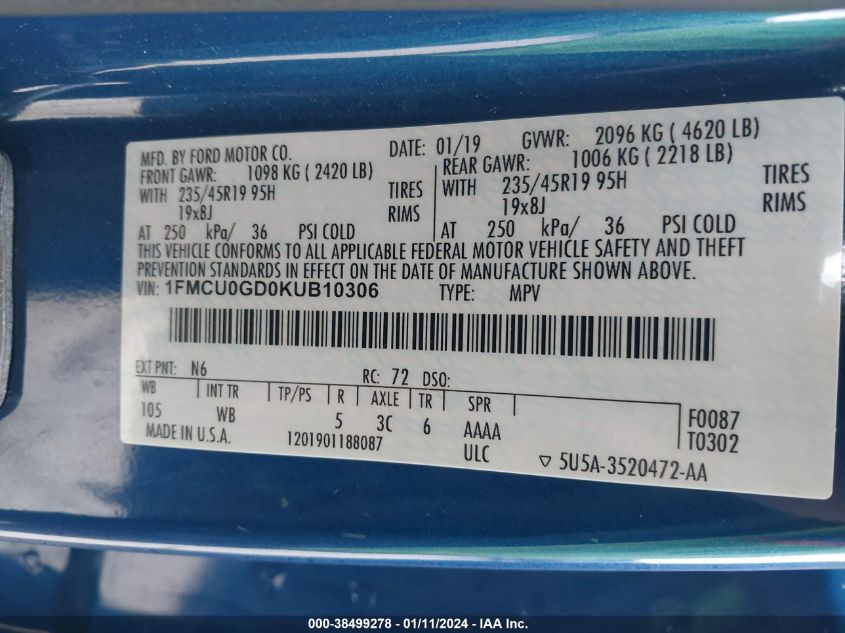 MFD. BY FORD MOTOR CO. DATE: 01/19 GVWR: 2096 KG ( 4620 LB)
FRONT GAWR: 1098 KG ( 2420 LB) REAR GAWR: 1006 KG ( 2218 LB)
WITH 235/45R19 95H TIRES WITH 235/45R19 95H TIRES
19x8J RIMS 19x8J RIMS
AT 250 kPa/ 36 PSI COLD AT 250 kPa/ 36 PSI COLD
THIS VEHICLE CONFORMS TO ALL APPLICABLE FEDERAL MOTOR VEHICLE SAFETY AND THEFT
PREVENTION STANDARDS IN EFFECT ON THE DATE OF MANUFACTURE SHOWN ABOVE.
VIN: 1FMCU0GD0KUB10306 TYPE: MPV
EXT PNT: N6 RC: 72 DSO:
WB INT TR TP/PS R AXLE TR SPR
105 WB 5 3C 6 AAAA F0087
MADE IN U.S.A. 1201901188087 ULC T0302
▽ 5U5A-3520472-AA
000-38499278 - 01/11/2024 - IAA Inc.